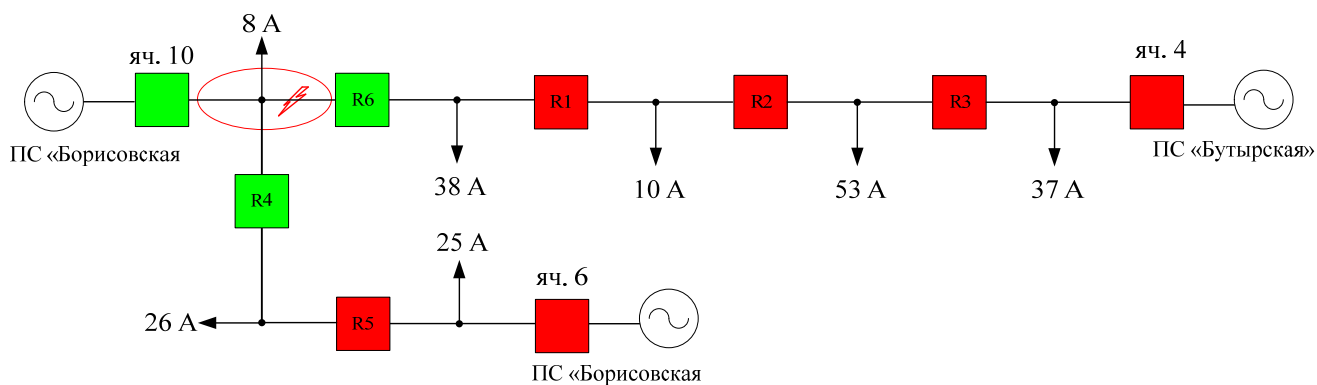 8 А
яч. 10
яч. 4
R6
R1
R2
R3
ПС «Борисовская
ПС «Бутырская»
38 А
10 А
53 А
37 А
R4
25 А
яч. 6
26 А
R5
ПС «Борисовская